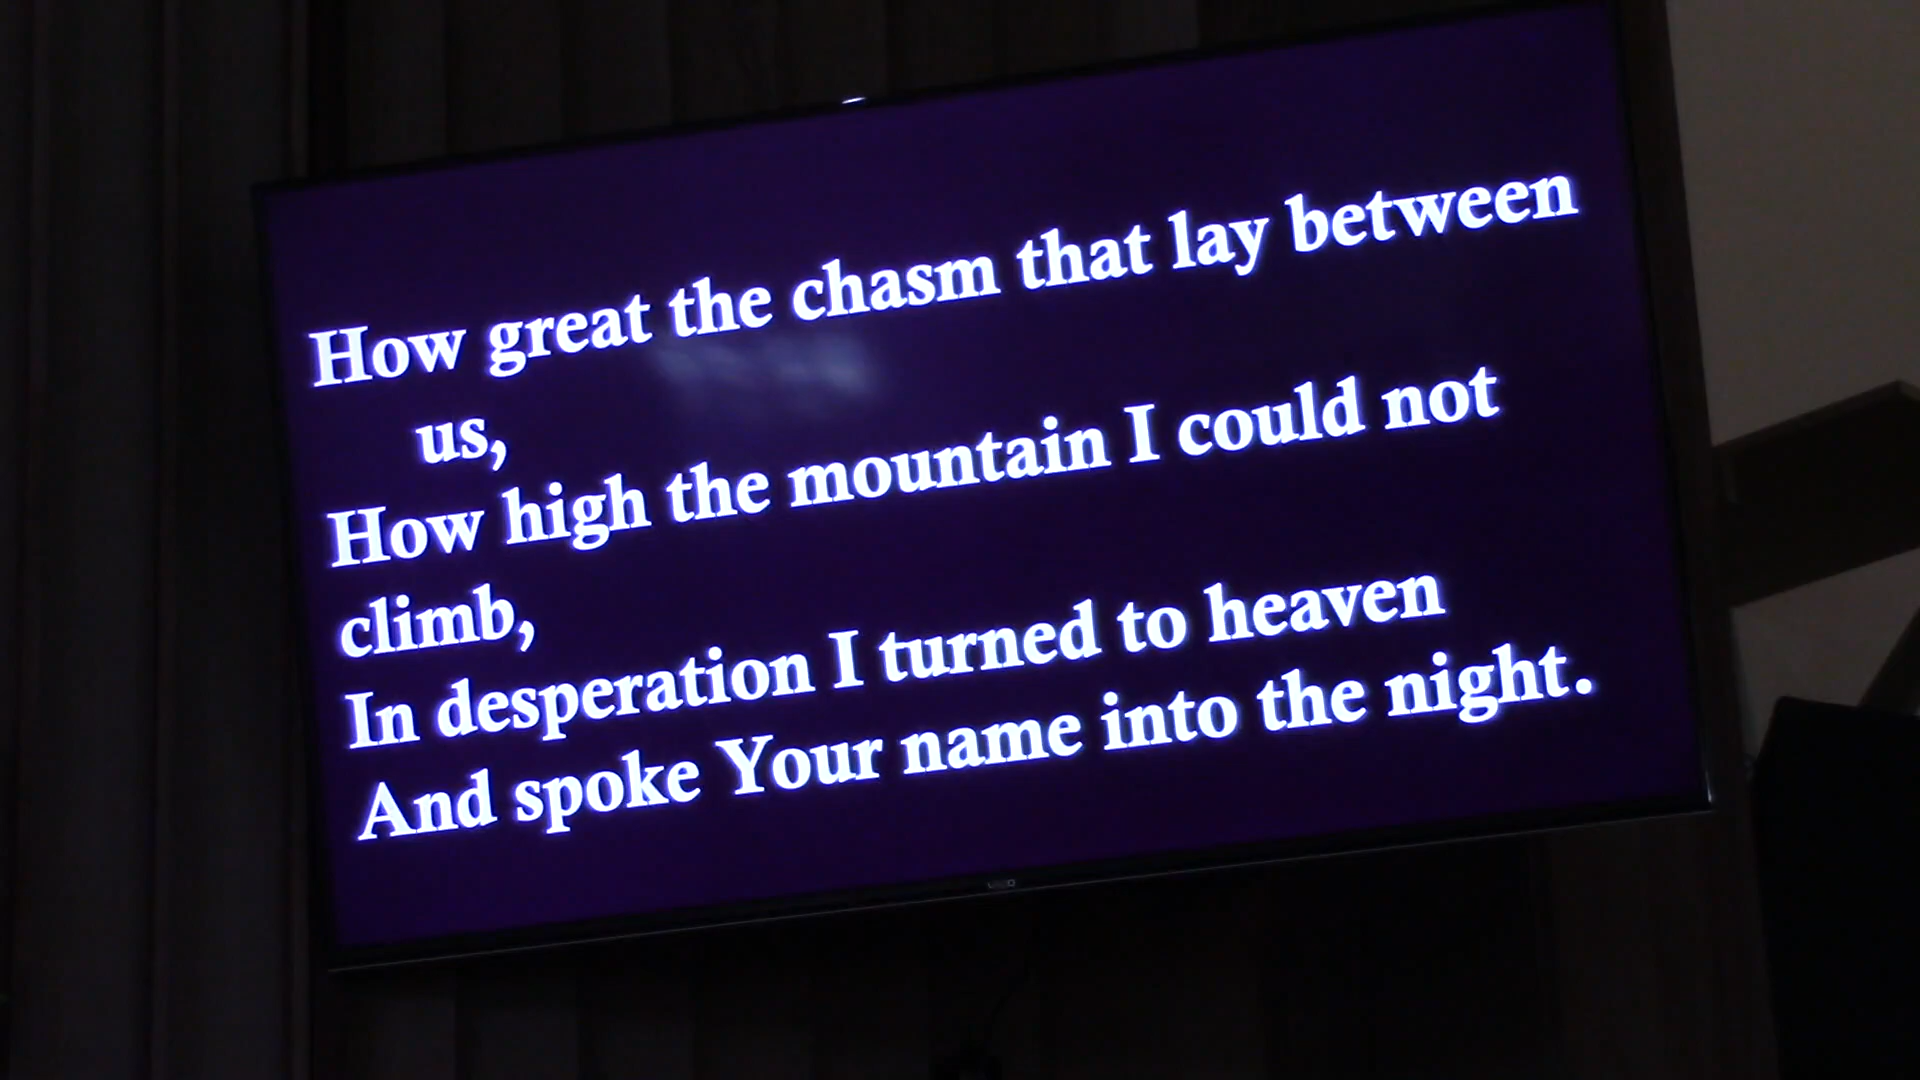 How great the chasm that lay between
us,
How high the mountain I could not
climb,
In desperation I turned to heaven
And spoke Your name into the night.